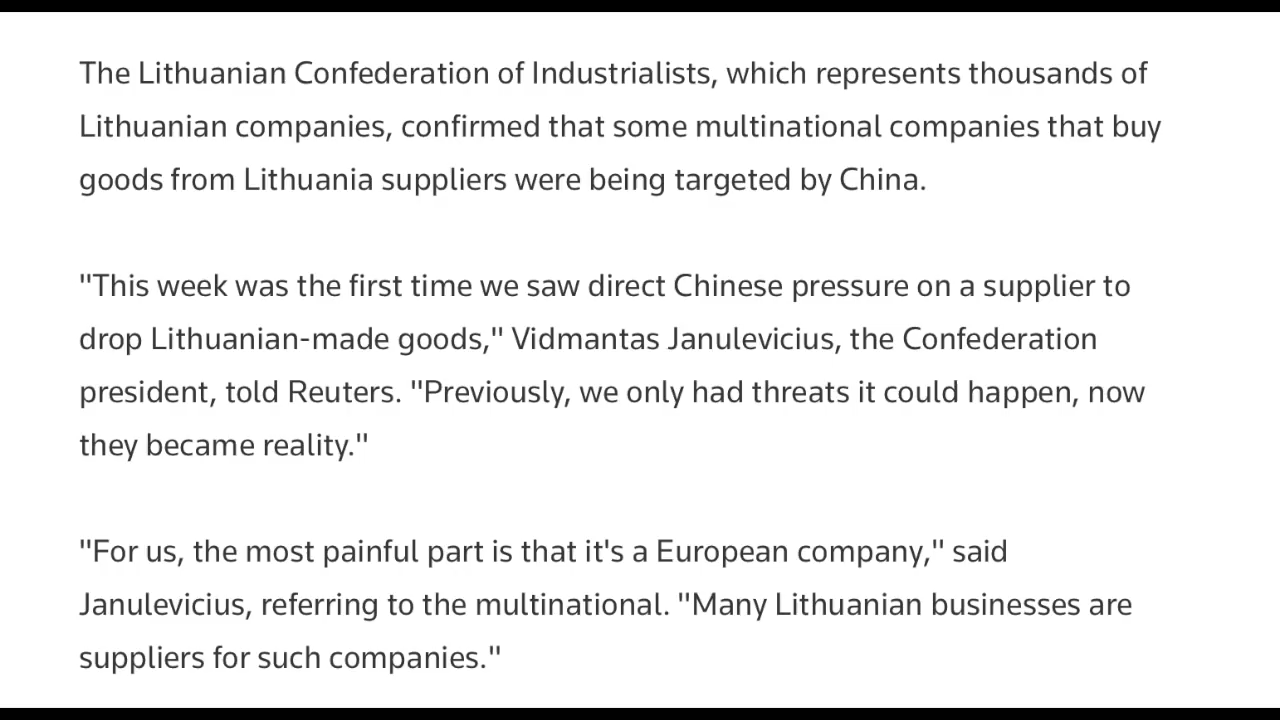 The Lithuanian Confederation of Industrialists, which represents thousands of
Lithuanian companies, confirmed that some multinational companies that buy
goods from Lithuania suppliers were being targeted by China.
"This week was the first time we saw direct Chinese pressure on a supplier to
drop Lithuanian-made goods," Vidmantas Janulevicius, the Confederation
president, told Reuters. "Previously, we only had threats it could happen, now
they became reality."
"For us, the most painful part is that it's a European company," said
Janulevicius, referring to the multinational. "Many Lithuanian businesses are
suppliers for such companies."